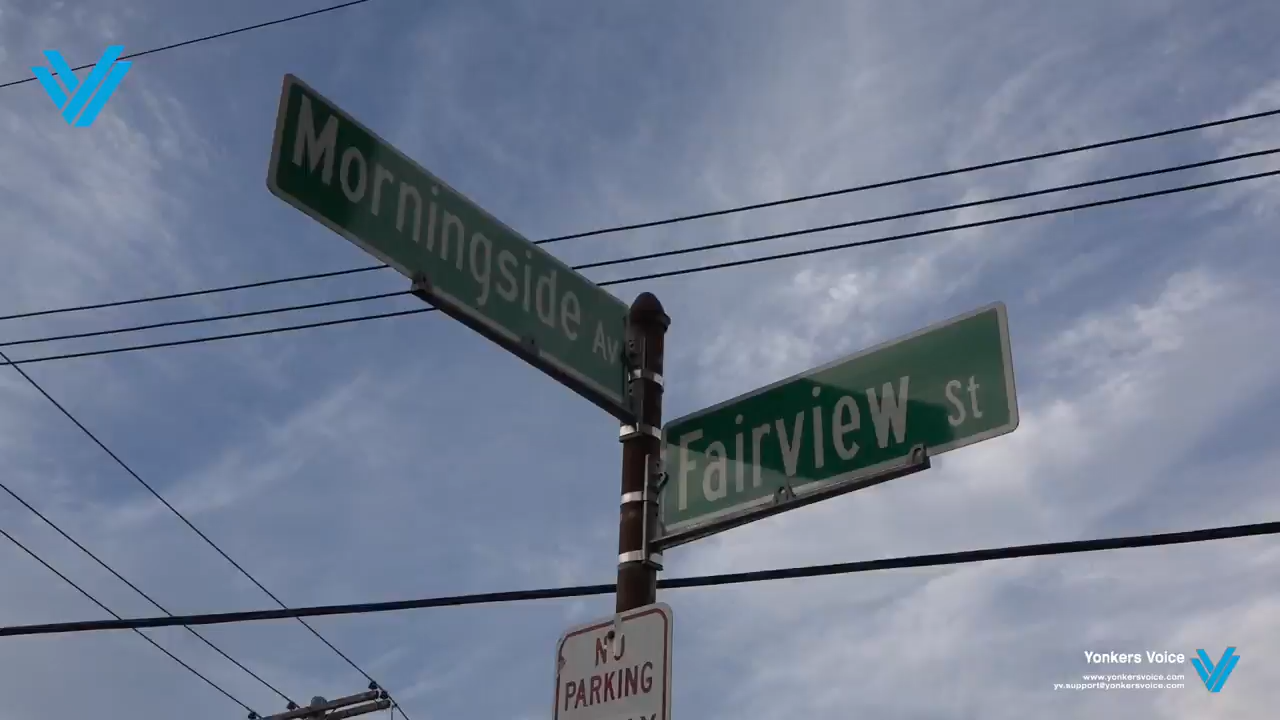 Morningside Av
Fairview St
NO
PARKING
Yonkers Voice
www.yonkersvoice.com
yv.support@yonkersvoice.com